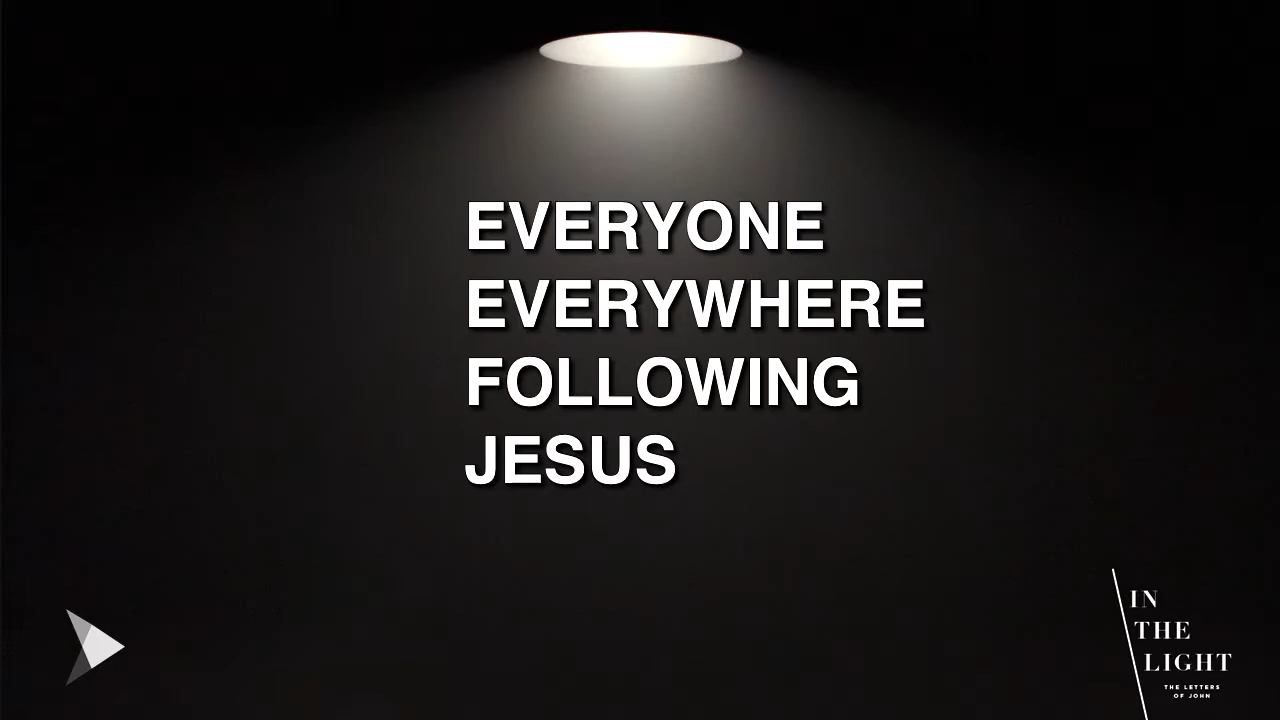 EVERYONE
EVERYWHERE
FOLLOWING
JESUS
IN
THE
LIGHT
THE LETTERS
OF JOHN